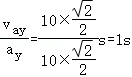 v_ay / a_y = (10 × √2/2) / (10 × √2/2) s = 1s